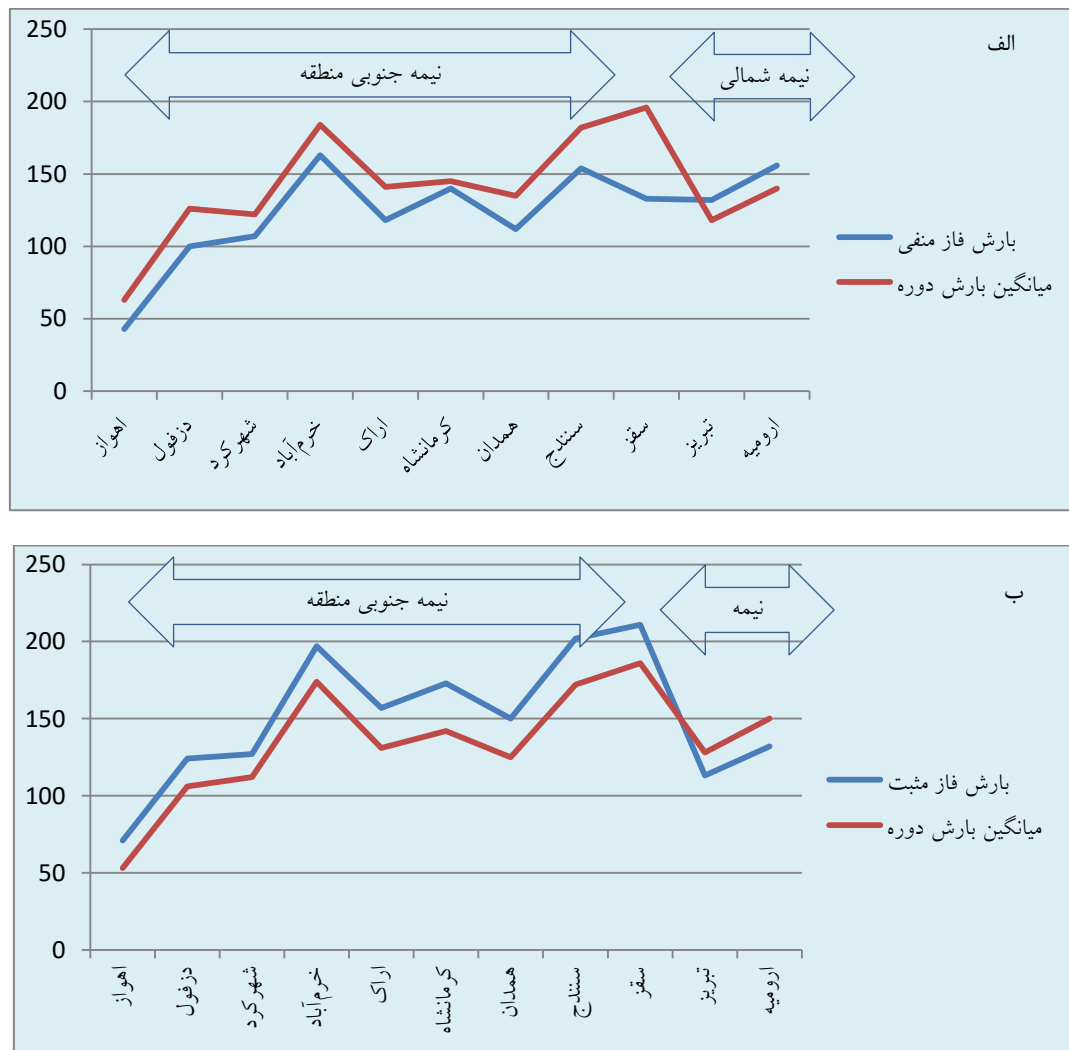 250
200
150
100
50
0
الف
نیمه جنوبی منطقه
نیمه شمالی
بارش فاز منفی
میانگین بارش دوره
اهواز
دزفول
شهرکرد
خرم‌آباد
اراک
کرمانشاه
همدان
سنندج
سقز
تبریز
ارومیه
250
200
150
100
50
0
ب
نیمه جنوبی منطقه
نیمه
بارش فاز مثبت
میانگین بارش دوره
اهواز
دزفول
شهرکرد
خرم‌آباد
اراک
کرمانشاه
همدان
سنندج
سقز
تبریز
ارومیه